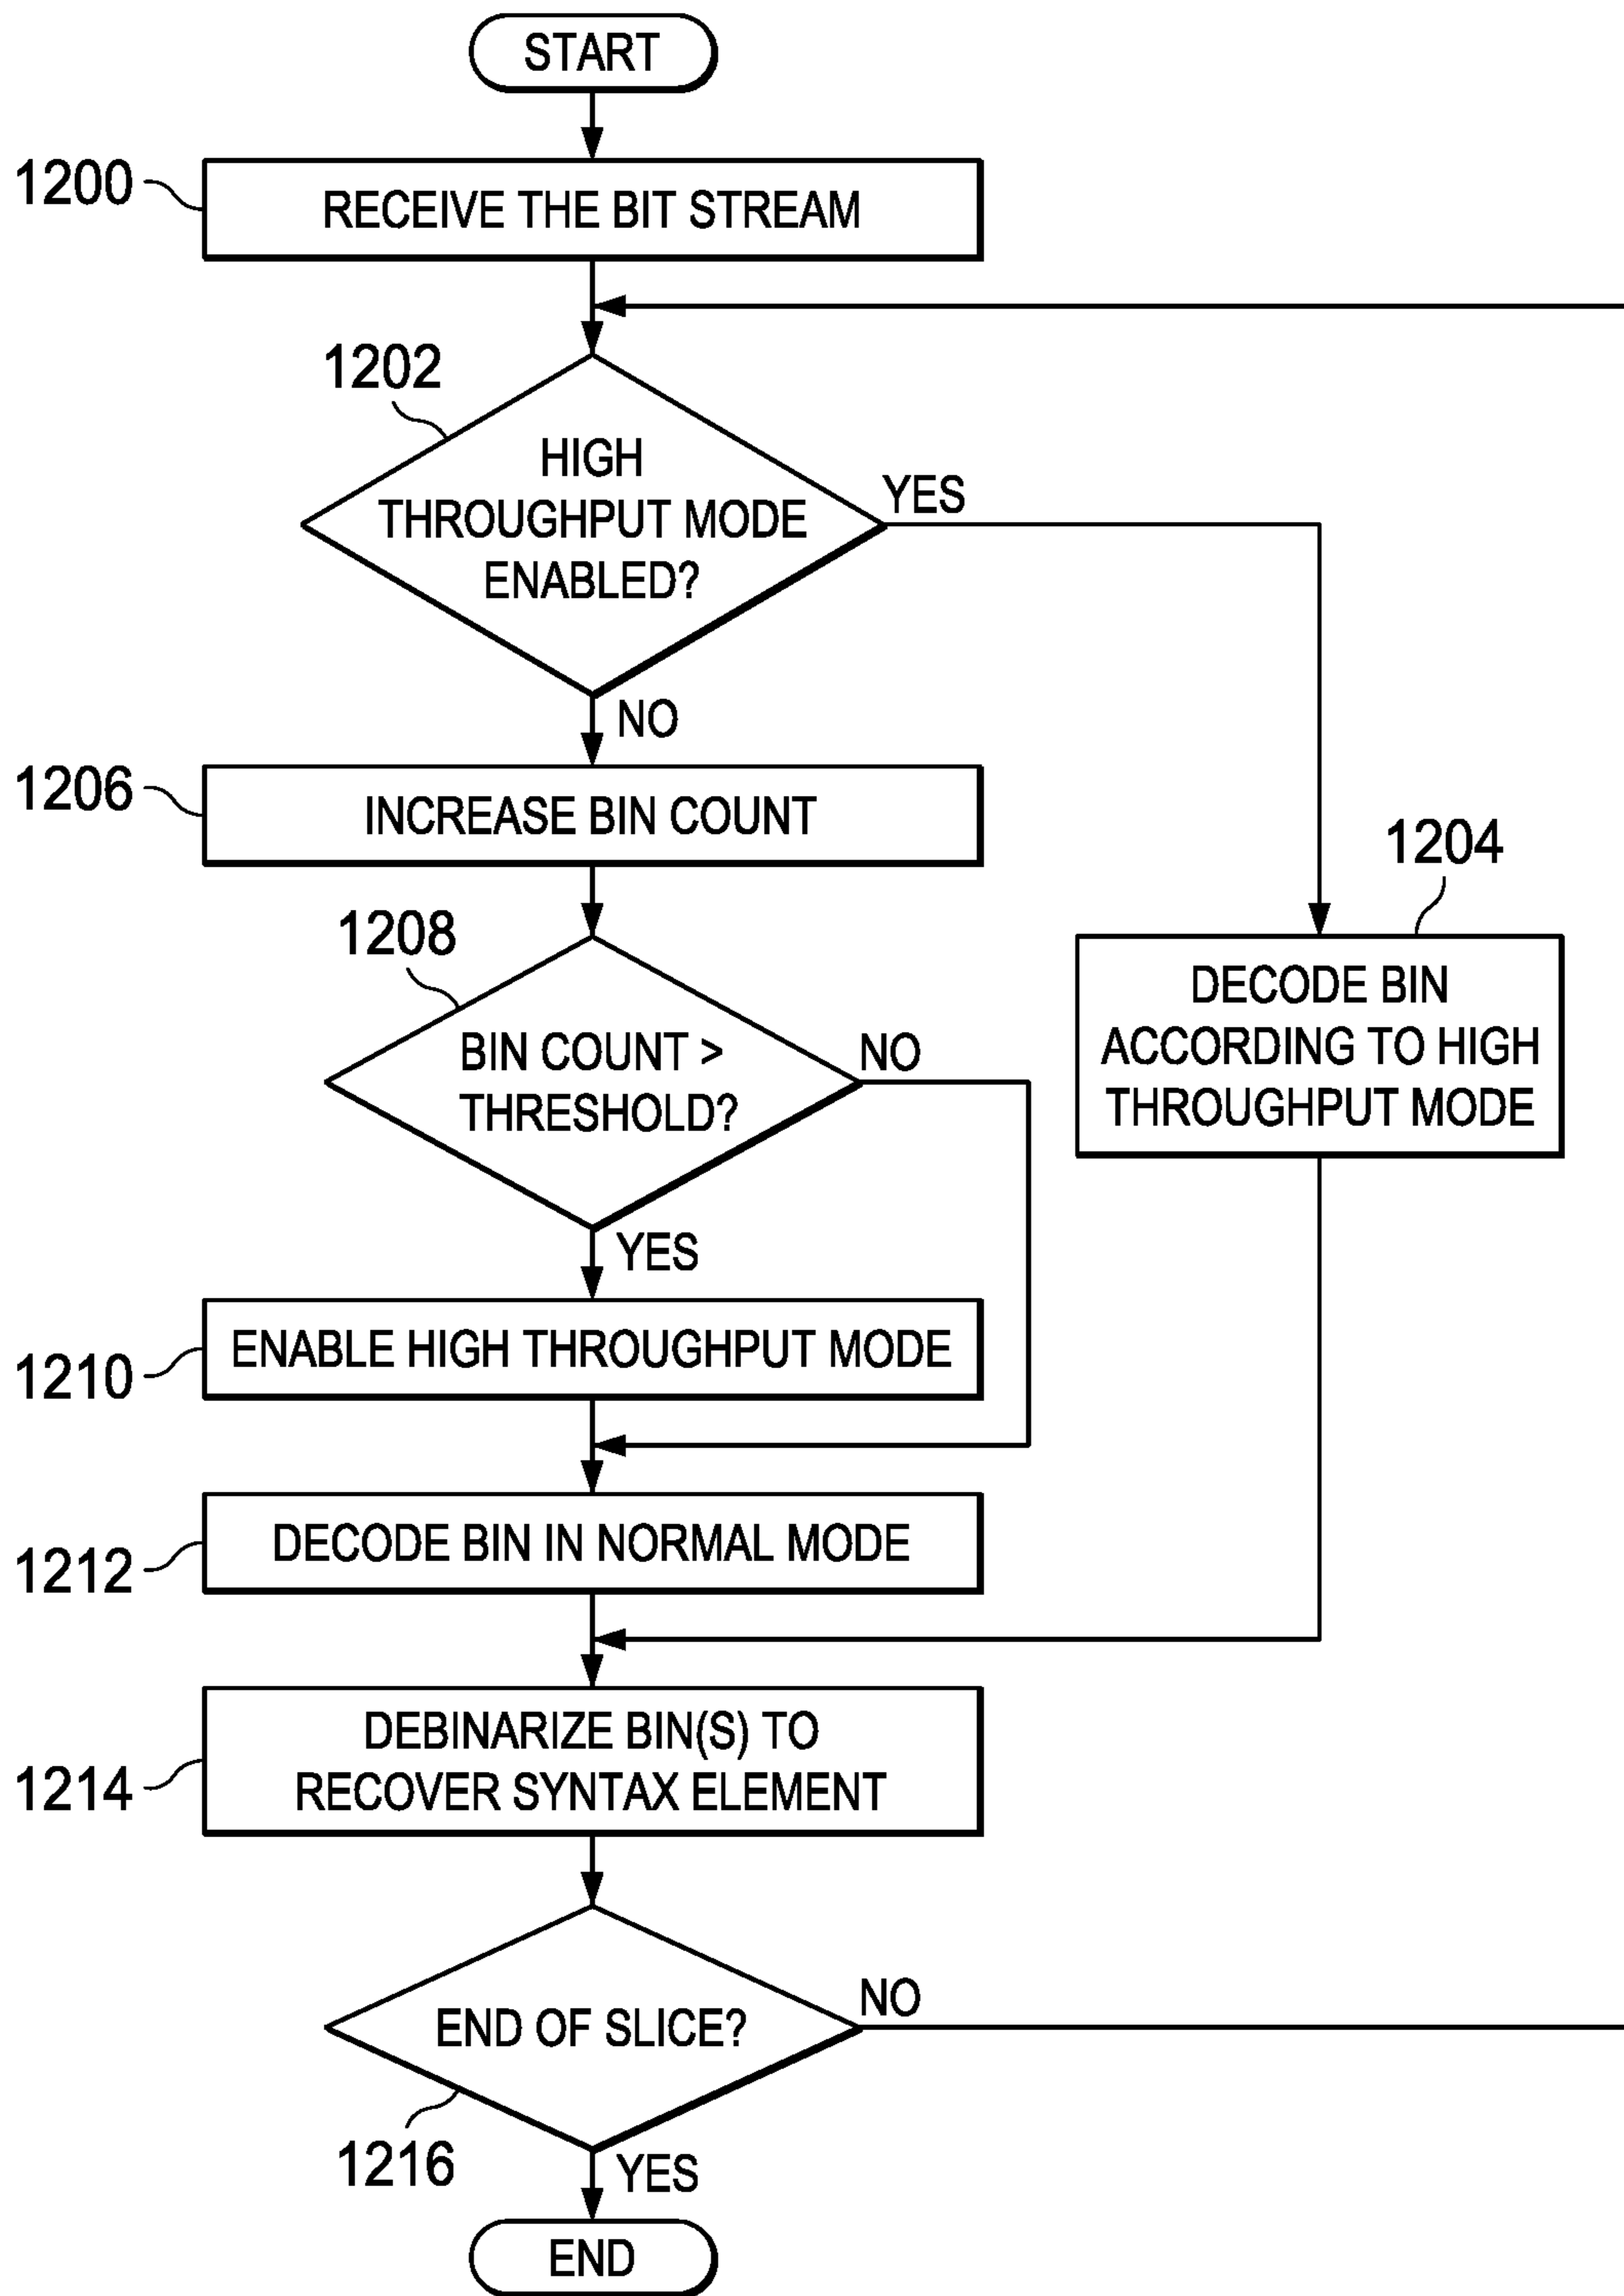 START
1200
RECEIVE THE BIT STREAM
1202
HIGH
THROUGHPUT MODE
ENABLED?
YES
NO
1206
INCREASE BIN COUNT
1204
DECODE BIN
ACCORDING TO HIGH
THROUGHPUT MODE
1208
BIN COUNT >
THRESHOLD?
NO
YES
1210
ENABLE HIGH THROUGHPUT MODE
1212
DECODE BIN IN NORMAL MODE
1214
DEBINARIZE BIN(S) TO
RECOVER SYNTAX ELEMENT
END OF SLICE?
NO
1216
YES
END